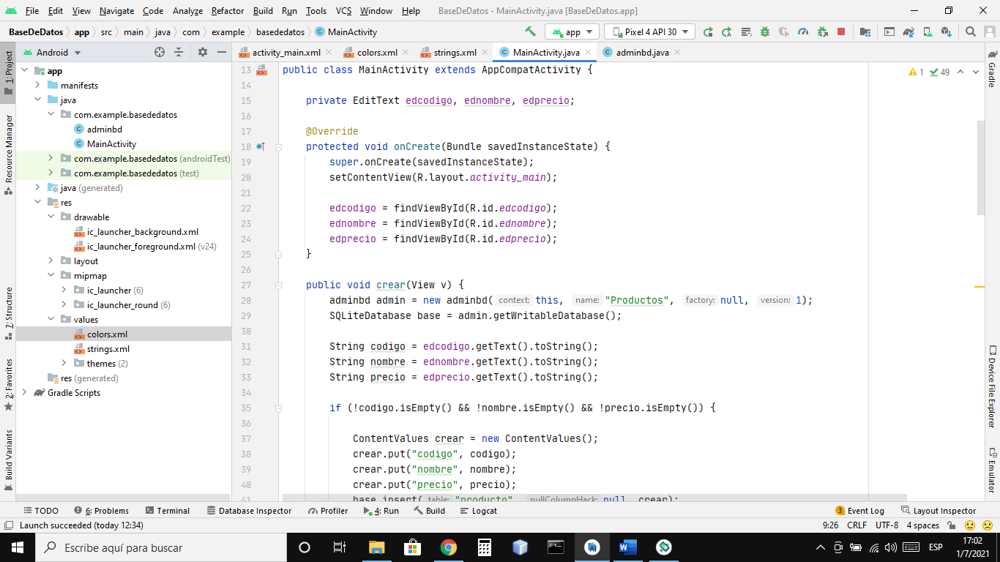 File Edit View Navigate Code Analyze Refactor Build Run Tools VCS Window Help BaseDeDatos - MainActivity.java [BaseDeDatos.app]
BaseDeDatos app src main java com example basededatos MainActivity app Pixel 4 API 30
Android
activity_main.xml colors.xml strings.xml MainActivity.java adminbd.java
1: Project
Resource Manager
7: Structure
2: Favorites
Build Variants
app
manifests
java
com.example.basededatos
adminbd
MainActivity
com.example.basededatos (androidTest)
com.example.basededatos (test)
java (generated)
res
drawable
ic_launcher_background.xml
ic_launcher_foreground.xml (v24)
layout
mipmap
ic_launcher (6)
ic_launcher_round (6)
values
colors.xml
strings.xml
themes (2)
res (generated)
Gradle Scripts
1 49
13 public class MainActivity extends AppCompatActivity {
14
15 private EditText edcodigo, ednombre, edprecio;
16
17 @Override
18 protected void onCreate(Bundle savedInstanceState) {
19 super.onCreate(savedInstanceState);
20 setContentView(R.layout.activity_main);
21
22 edcodigo = findViewById(R.id.edcodigo);
23 ednombre = findViewById(R.id.ednombre);
24 edprecio = findViewById(R.id.edprecio);
25 }
26
27 public void crear(View v) {
28 adminbd admin = new adminbd( context: this, name: "Productos", factory: null, version: 1);
29 SQLiteDatabase base = admin.getWritableDatabase();
30
31 String codigo = edcodigo.getText().toString();
32 String nombre = ednombre.getText().toString();
33 String precio = edprecio.getText().toString();
34
35 if (!codigo.isEmpty() && !nombre.isEmpty() && !precio.isEmpty()) {
36
37 ContentValues crear = new ContentValues();
38 crear.put("codigo", codigo);
39 crear.put("nombre", nombre);
40 crear.put("precio", precio);
41 base.insert( table: "producto", nullColumnHack: null, crear);
Gradle
Device File Explorer
Emulator
TODO 6: Problems Terminal Database Inspector Profiler 4: Run Build Logcat 3 Event Log Layout Inspector
Launch succeeded (today 12:34) 9:26 CRLF UTF-8 4 spaces
Escribe aquí para buscar
ESP
17:02
1/7/2021